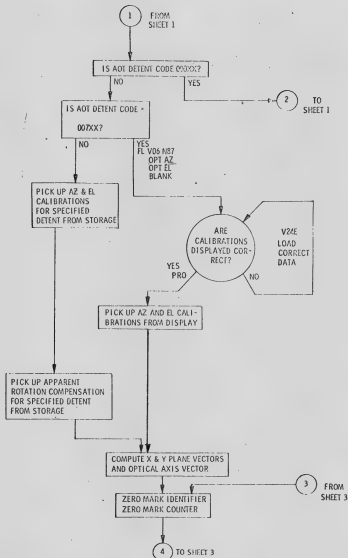 1
FROM
SHEET 1
IS AOT DETENT CODE
NO
YES
2
TO
SHEET 1
IS AOT DETENT CODE =
007XX?
NO
YES
FL V06 N87
OPT AZ
OPT EL
BLANK
PICK UP AZ & EL
CALIBRATIONS
FOR SPECIFIED
DETENT FROM STORAGE
ARE
CALIBRATIONS
DISPLAYED COR-
RECT?
V24E
LOAD
CORRECT
DATA
YES
PRO
NO
PICK UP AZ AND EL CALI-
BRATIONS FROM DISPLAY
PICK UP APPARENT
ROTATION COMPENSATION
FOR SPECIFIED DETENT
FROM STORAGE
COMPUTE X & Y PLANE VECTORS
AND OPTICAL AXIS VECTOR
3
FROM
SHEET 3
ZERO MARK IDENTIFIER
ZERO MARK COUNTER
4
TO SHEET 3